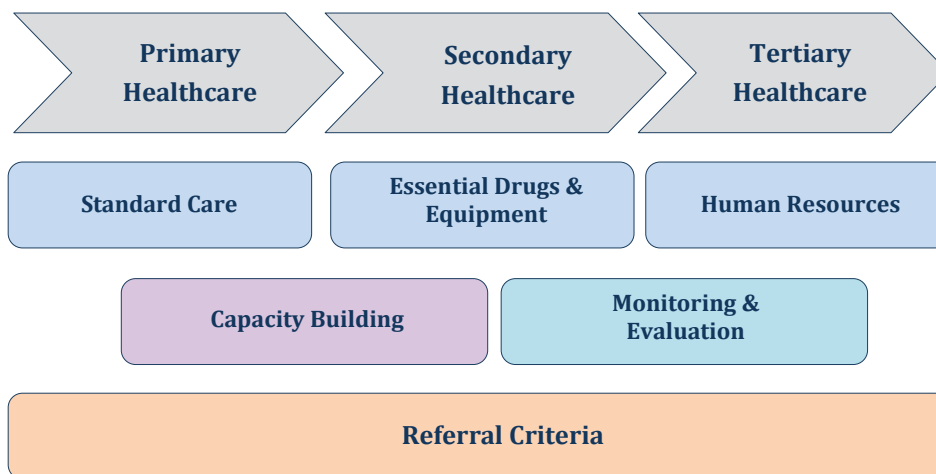 Primary
Healthcare
Secondary
Healthcare
Tertiary
Healthcare
Standard Care
Essential Drugs &
Equipment
Human Resources
Capacity Building
Monitoring &
Evaluation
Referral Criteria